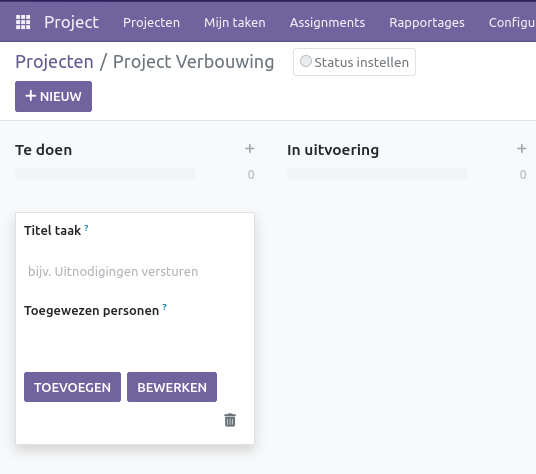 Project Projecten Mijn taken Assignments Rapportages Configu
Projecten / Project Verbouwing Status instellen
+ NIEUW
Te doen + In uitvoering +
0 0
Titel taak ?
bijv. Uitnodigingen versturen
Toegewezen personen ?
TOEVOEGEN BEWERKEN